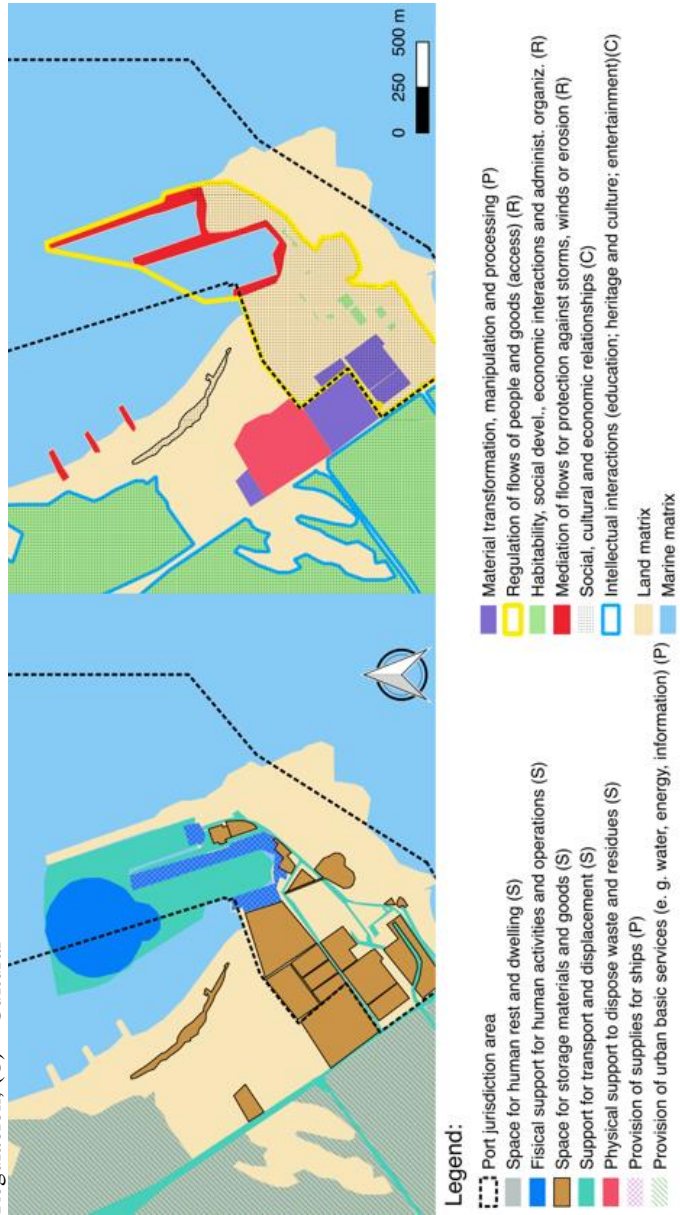 0 250 500 m
Legend:
Port jurisdiction area
Space for human rest and dwelling (S)
Fisical support for human activities and operations (S)
Space for storage materials and goods (S)
Support for transport and displacement (S)
Physical support to dispose waste and residues (S)
Provision of supplies for ships (P)
Provision of urban basic services (e. g. water, energy, information) (P)
Material transformation, manipulation and processing (P)
Regulation of flows of people and goods (access) (R)
Habitability, social devel., economic interactions and administ. organiz. (R)
Mediation of flows for protection against storms, winds or erosion (R)
Social, cultural and economic relationships (C)
Intellectual interactions (education; heritage and culture; entertainment)(C)
Land matrix
Marine matrix